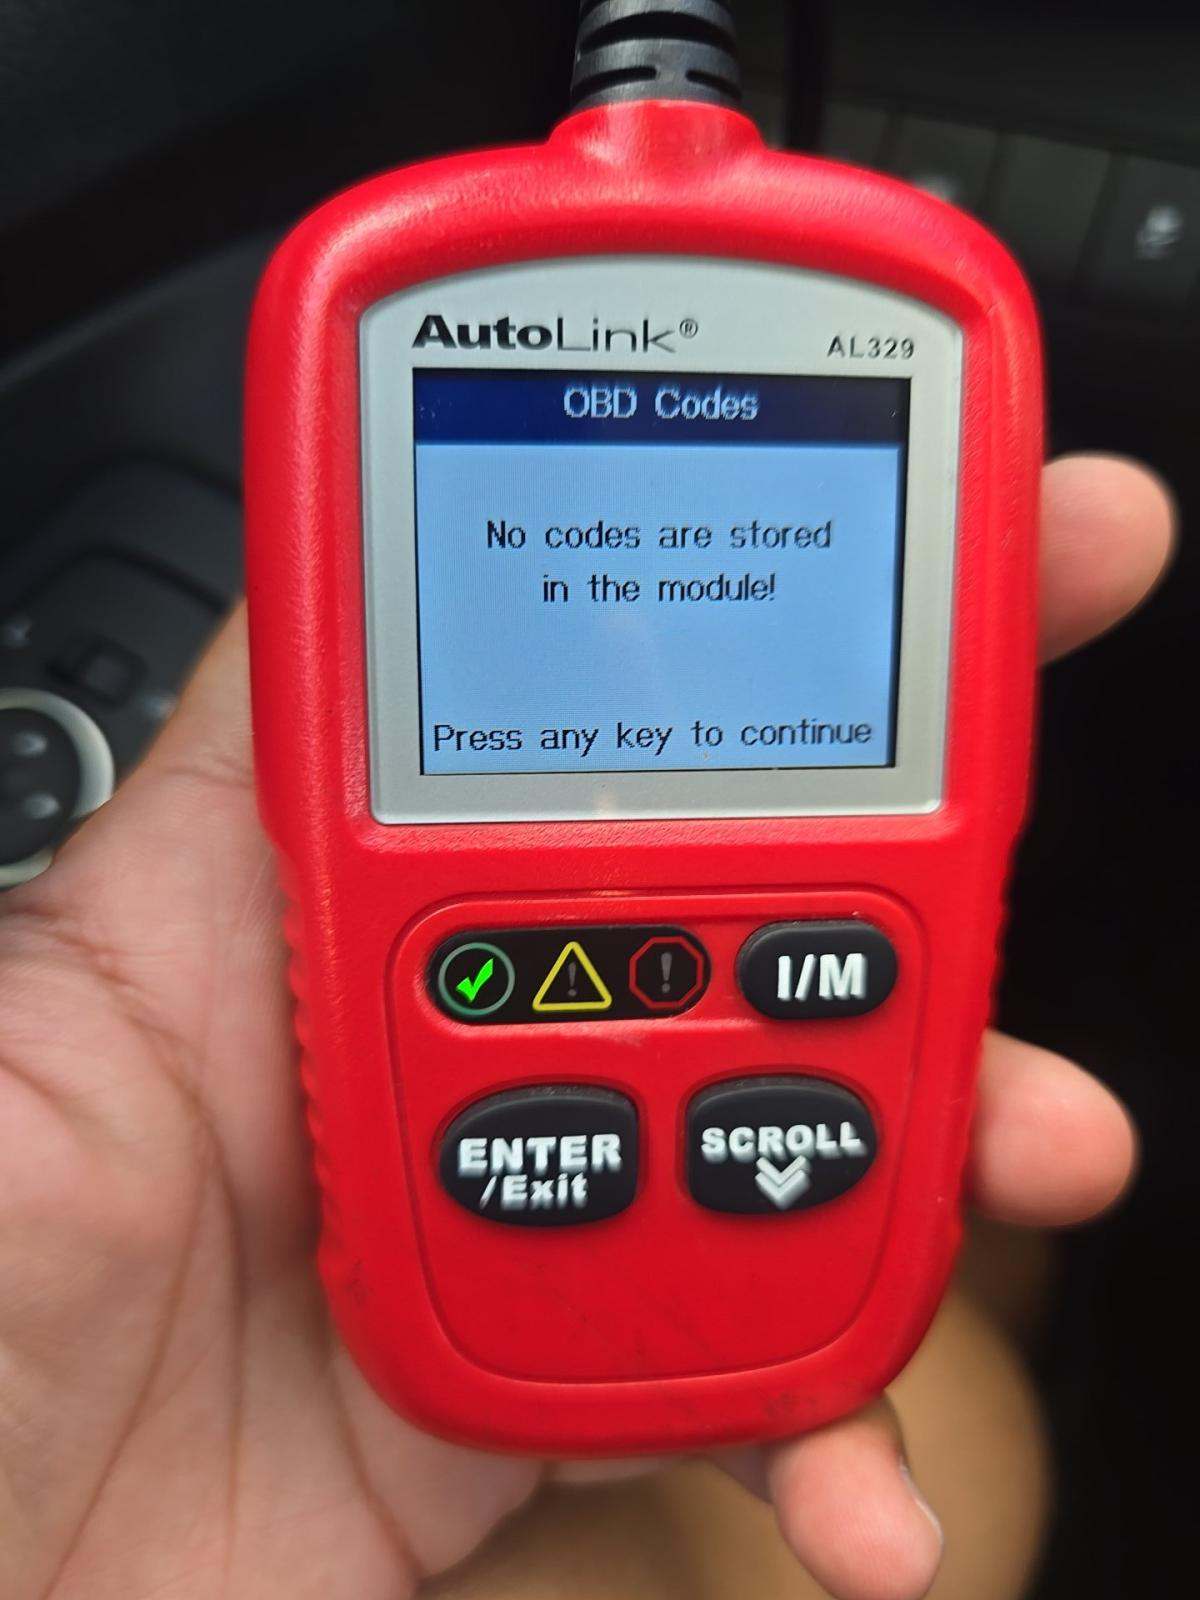 AutoLink®
AL329
OBD Codes
No codes are stored
in the module!
Press any key to continue
I/M
ENTER
/Exit
SCROLL